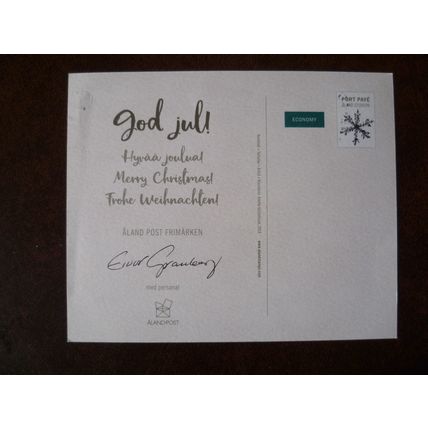 god jul!
Hyvää joulua!
Merry Christmas!
Frohe Weihnachten!
ÅLAND POST FRIMÄRKEN
med personal
ÅLANDPOST
ECONOMY
PORT PAYÉ